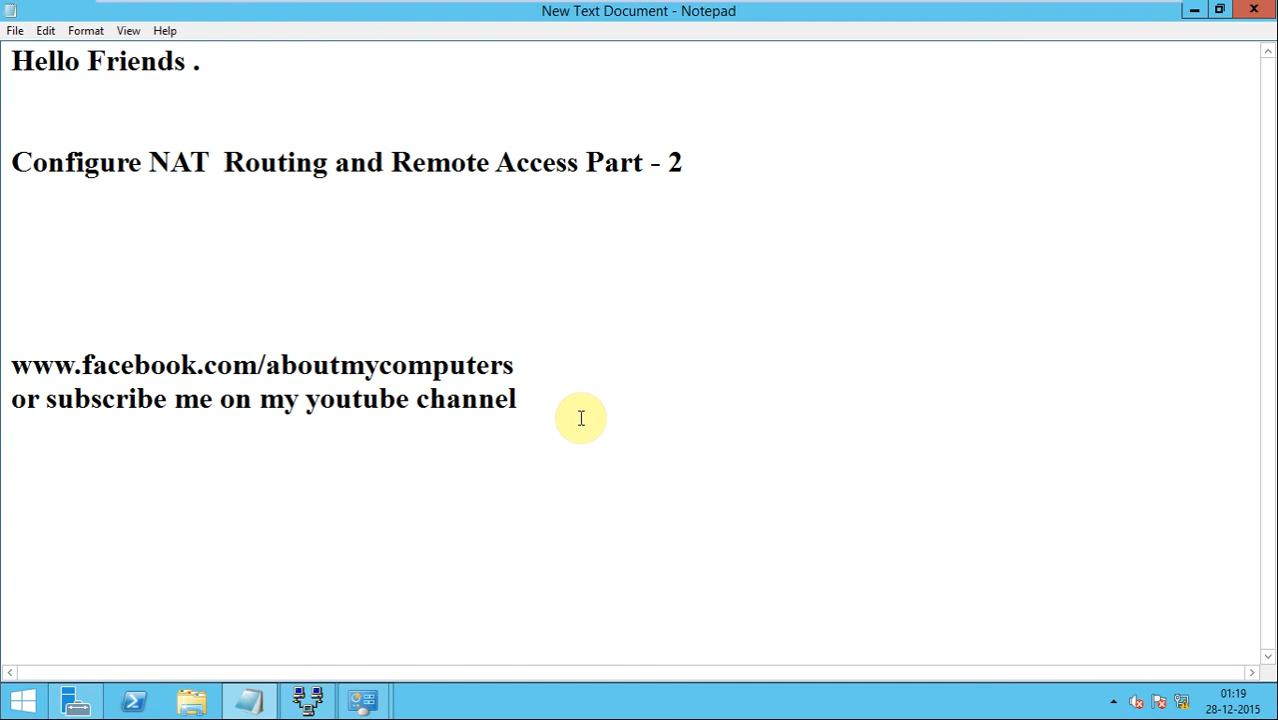 New Text Document - Notepad
File Edit Format View Help
Hello Friends .
Configure NAT  Routing and Remote Access Part - 2
www.facebook.com/aboutmycomputers
or subscribe me on my youtube channel
01:19
28-12-2015